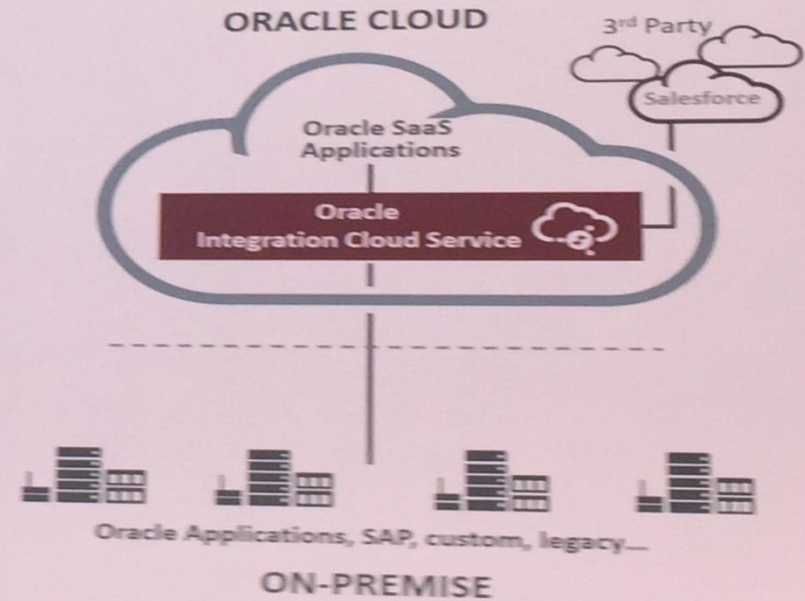 ORACLE CLOUD
3rd Party
Salesforce
Oracle SaaS
Applications
Oracle
Integration Cloud Service
Oracle Applications, SAP, custom, legacy...
ON-PREMISE